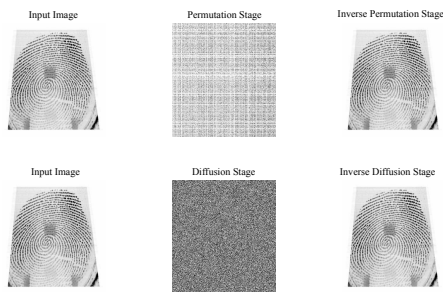 Input Image
Permutation Stage
Inverse Permutation Stage
Input Image
Diffusion Stage
Inverse Diffusion Stage